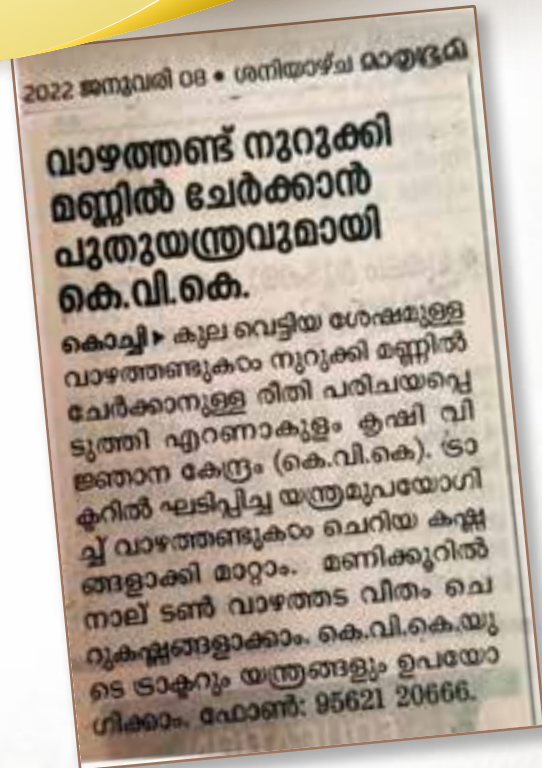 2022 ജനുവരി 08 • ശനിയാഴ്ച മാതൃഭൂമി
വാഴത്തണ്ട് നുറുക്കി
മണ്ണിൽ ചേർക്കാൻ
പുതുയന്ത്രവുമായി
കെ.വി.കെ.
കൊച്ചി ▸ കുല വെട്ടിയ ശേഷമുള്ള
വാഴത്തണ്ടുകൾ നുറുക്കി മണ്ണിൽ
ചേർക്കാനുള്ള രീതി പരിചയപ്പെ
ടുത്തി എറണാകുളം കൃഷി വി
ജ്ഞാന കേന്ദ്രം (കെ.വി.കെ). ട്രാ
ക്ടറിൽ ഘടിപ്പിച്ച യന്ത്രമുപയോഗി
ച്ച് വാഴത്തണ്ടുകൾ ചെറിയ കഷ്ണ
ങ്ങളാക്കി മാറ്റാം. മണിക്കൂറിൽ
നാല് ടൺ വാഴത്തട വീതം ചെ
റുകഷ്ണങ്ങളാക്കാം. കെ.വി.കെ.യു
ടെ ട്രാക്ടറും യന്ത്രങ്ങളും ഉപയോ
ഗിക്കാം. ഫോൺ: 95621 20666.